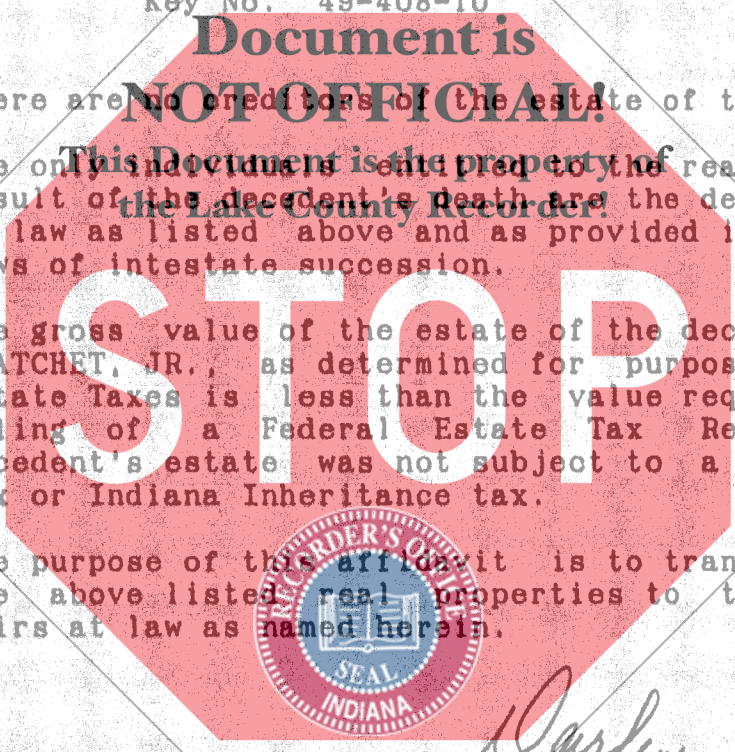 Key No. 49-408-10
Document is
NOT OFFICIAL!
This Document is the property of
the Lake County Recorder!
ere are no creditors of the estate of t
e only individuals entitled to the rea
sult of the decedent's death are the de
law as listed above and as provided i
ws of intestate succession.
STOP
e gross value of the estate of the dec
ATCHET, JR., as determined for purpos
tate Taxes is less than the value req
ling of a Federal Estate Tax Re
cedent's estate was not subject to a
or Indiana Inheritance tax.
e purpose of this affidavit is to tran
e above listed real properties to t
irs at law as named herein.
RECORDER'S OFFICE
SEAL
INDIANA